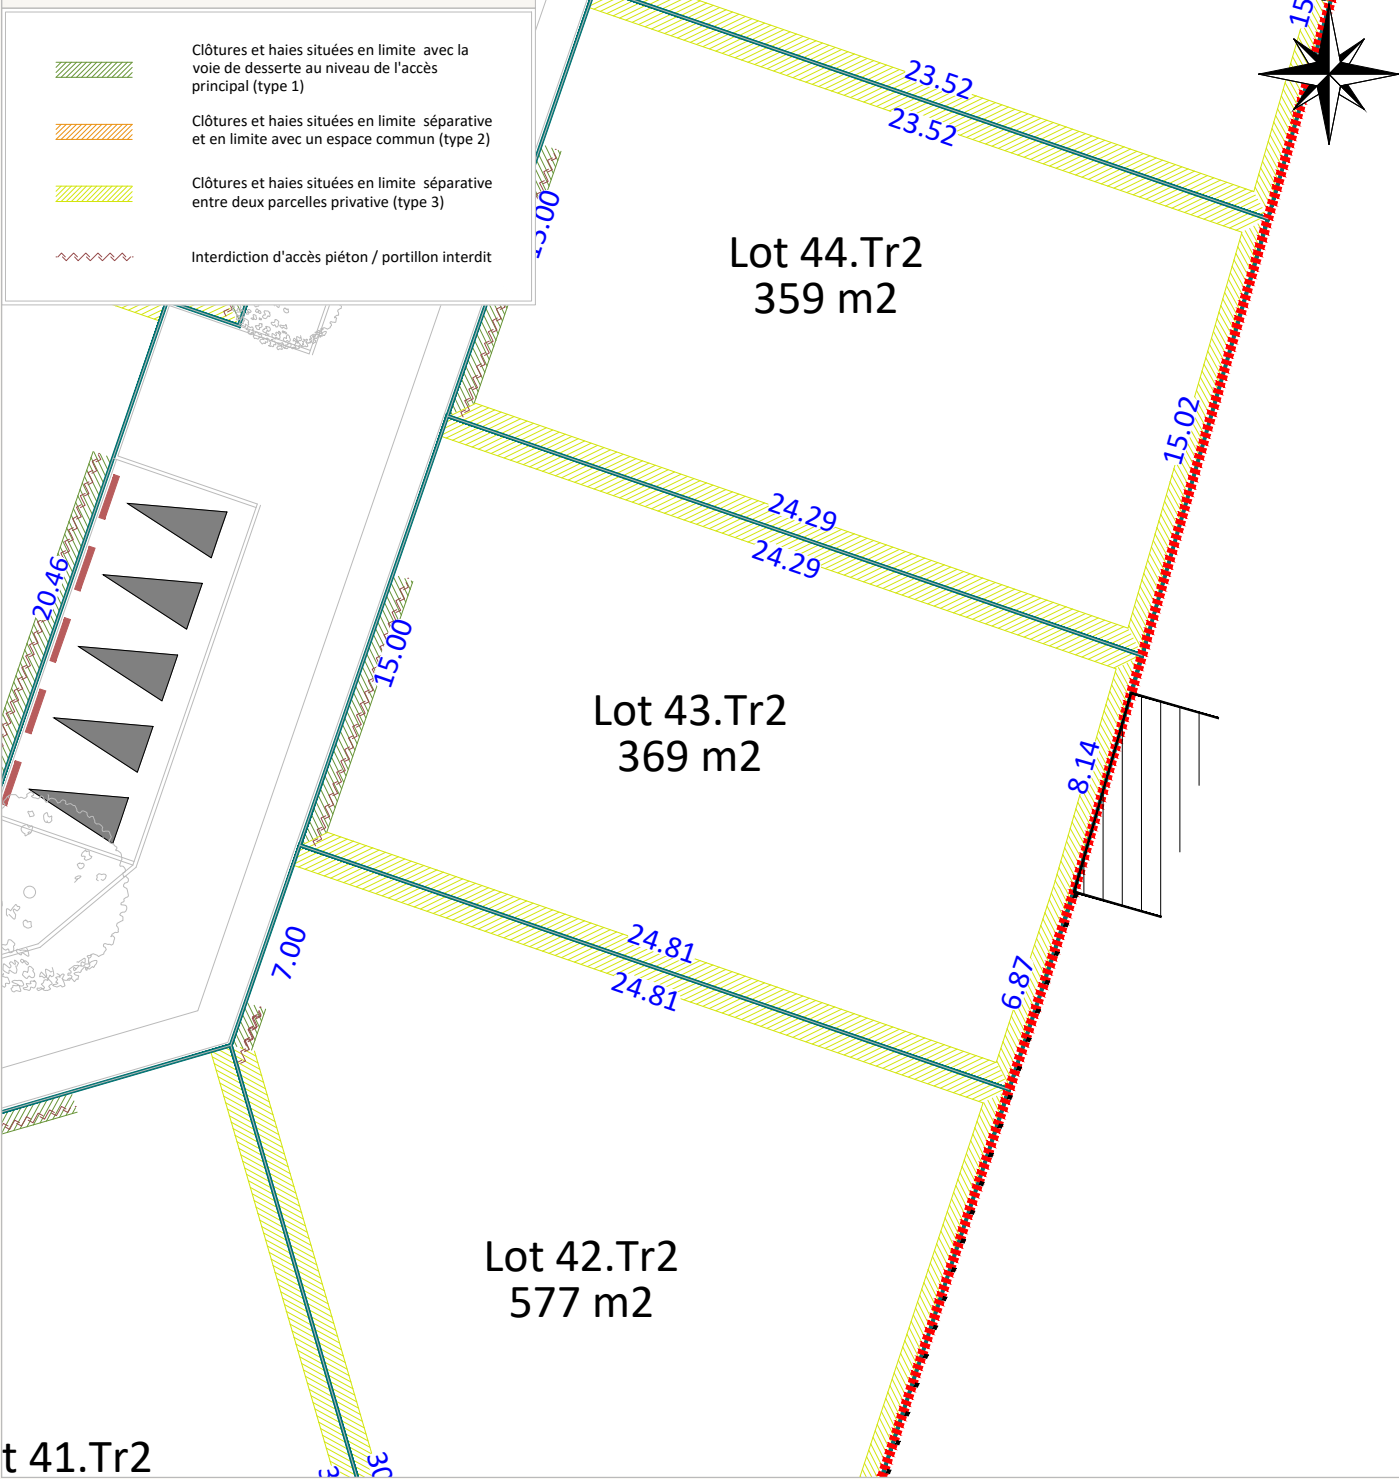 Clôtures et haies situées en limite avec la
voie de desserte au niveau de l'accès
principal (type 1)
Clôtures et haies situées en limite séparative
et en limite avec un espace commun (type 2)
Clôtures et haies situées en limite séparative
entre deux parcelles privative (type 3)
Interdiction d'accès piéton / portillon interdit
15
23.52
23.52
Lot 44.Tr2
359 m2
15.02
24.29
24.29
20.46
15.00
Lot 43.Tr2
369 m2
8.14
24.81
24.81
7.00
6.87
Lot 42.Tr2
577 m2
t 41.Tr2
30